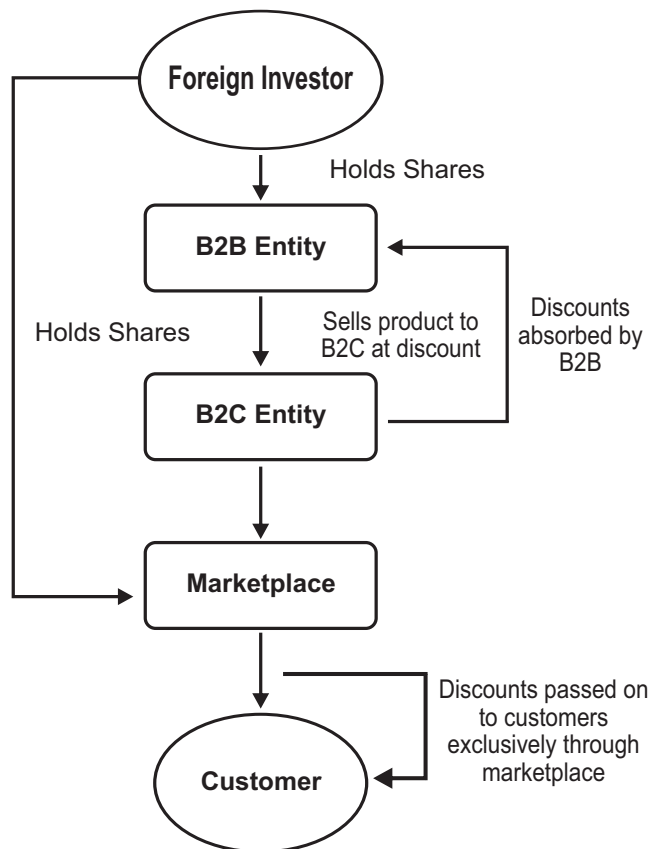 Foreign Investor
Holds Shares
B2B Entity
Holds Shares
Sells product to
B2C at discount
Discounts
absorbed by
B2B
B2C Entity
Marketplace
Discounts passed on
to customers
exclusively through
marketplace
Customer